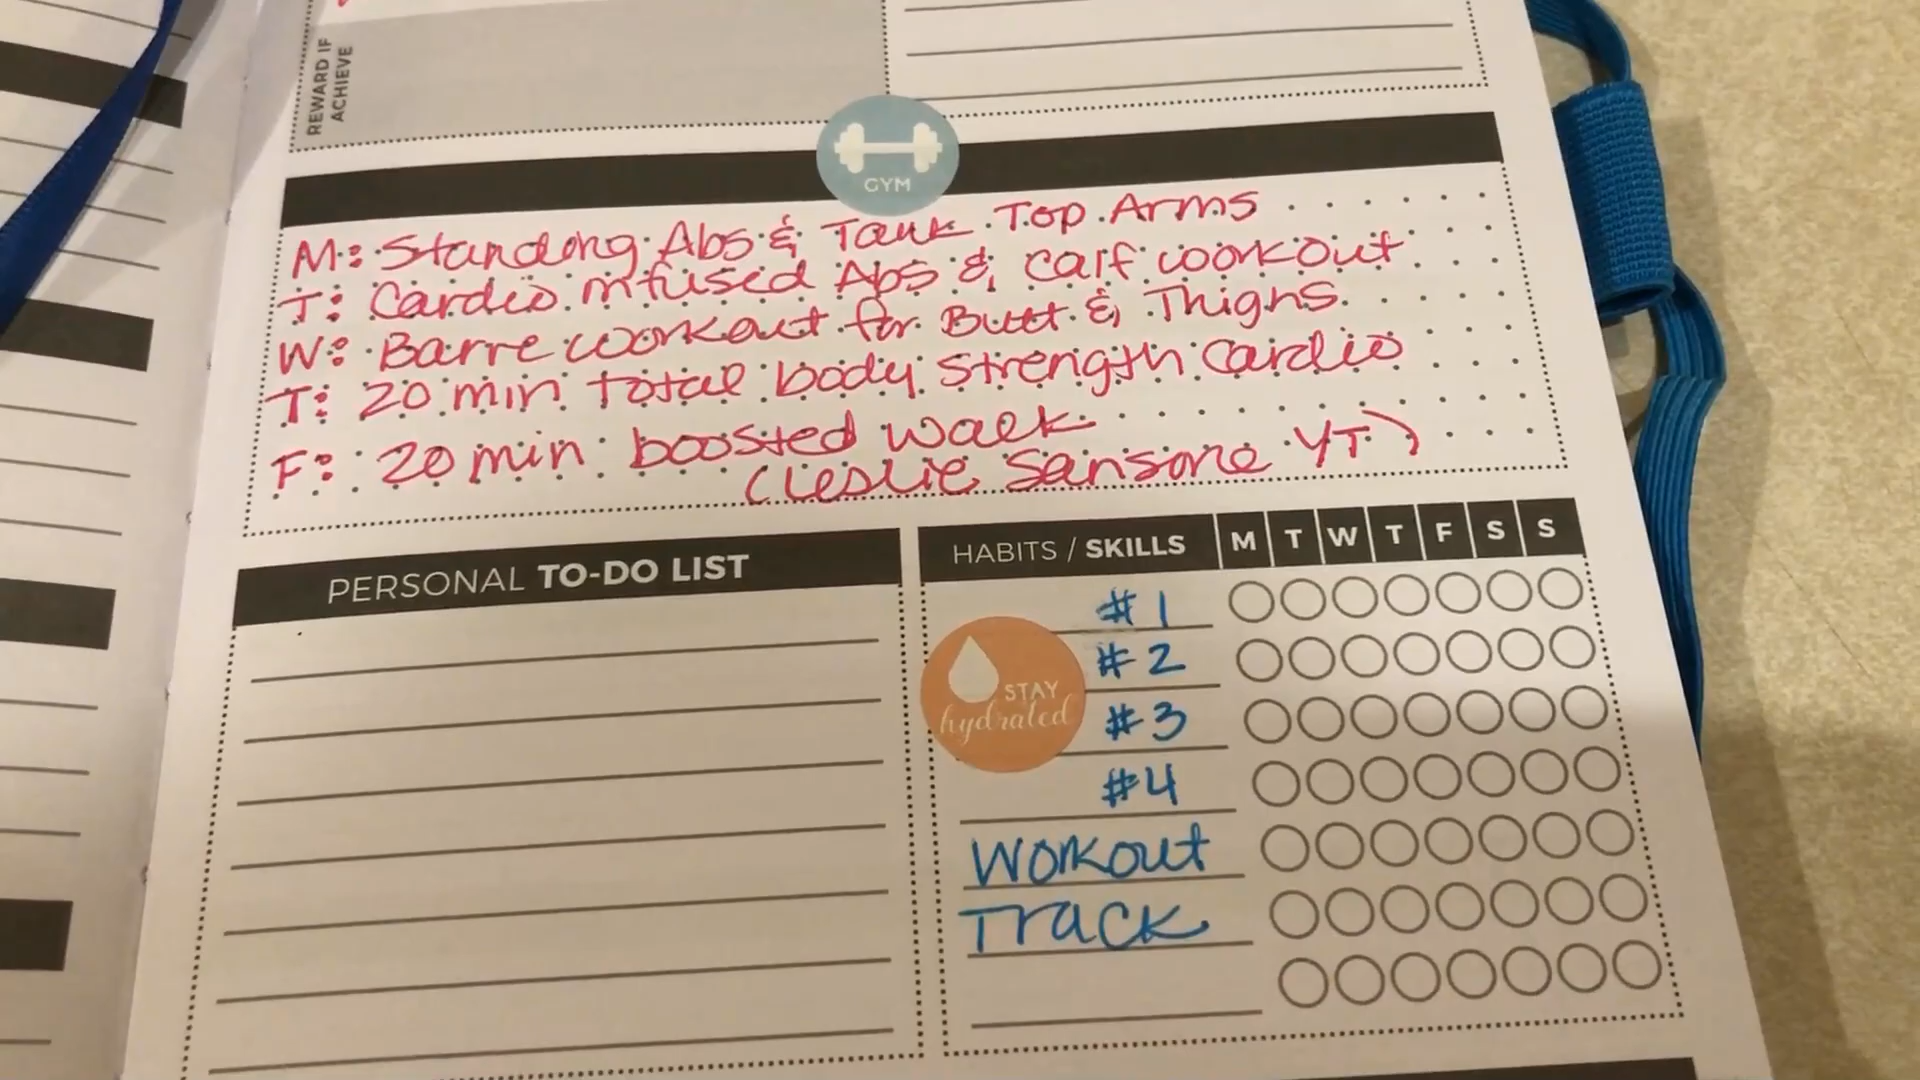 REWARD IF
ACHIEVE
GYM
M: Standing Abs & Tank Top Arms
T: Cardio infused Abs & Calf workout
W: Barre workout for Butt & Thighs
T: 20 min total body strength cardio
F: 20 min boosted walk
(Leslie Sansone YT)
PERSONAL TO-DO LIST
HABITS / SKILLS M T W T F S S
#1
#2
STAY
hydrated
#3
#4
Workout
Track